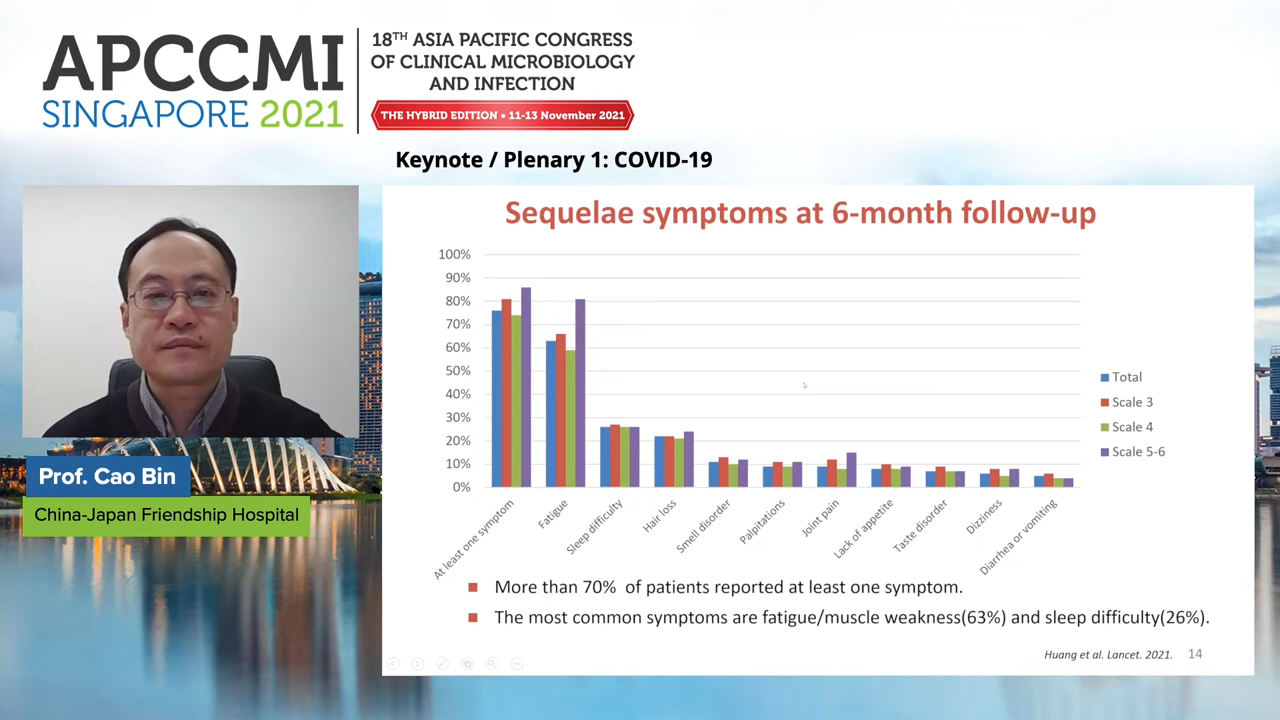 APCCMI
SINGAPORE 2021
18TH ASIA PACIFIC CONGRESS
OF CLINICAL MICROBIOLOGY
AND INFECTION
THE HYBRID EDITION • 11-13 November 2021
Keynote / Plenary 1: COVID-19
Prof. Cao Bin
China-Japan Friendship Hospital
Sequelae symptoms at 6-month follow-up
100%
90%
80%
70%
60%
50%
40%
30%
20%
10%
0%
At least one symptom
Fatigue
Sleep difficulty
Hair loss
Smell disorder
Palpitations
Joint pain
Lack of appetite
Taste disorder
Dizziness
Diarrhea or vomiting
Total
Scale 3
Scale 4
Scale 5-6
More than 70% of patients reported at least one symptom.
The most common symptoms are fatigue/muscle weakness(63%) and sleep difficulty(26%).
Huang et al. Lancet. 2021.
14